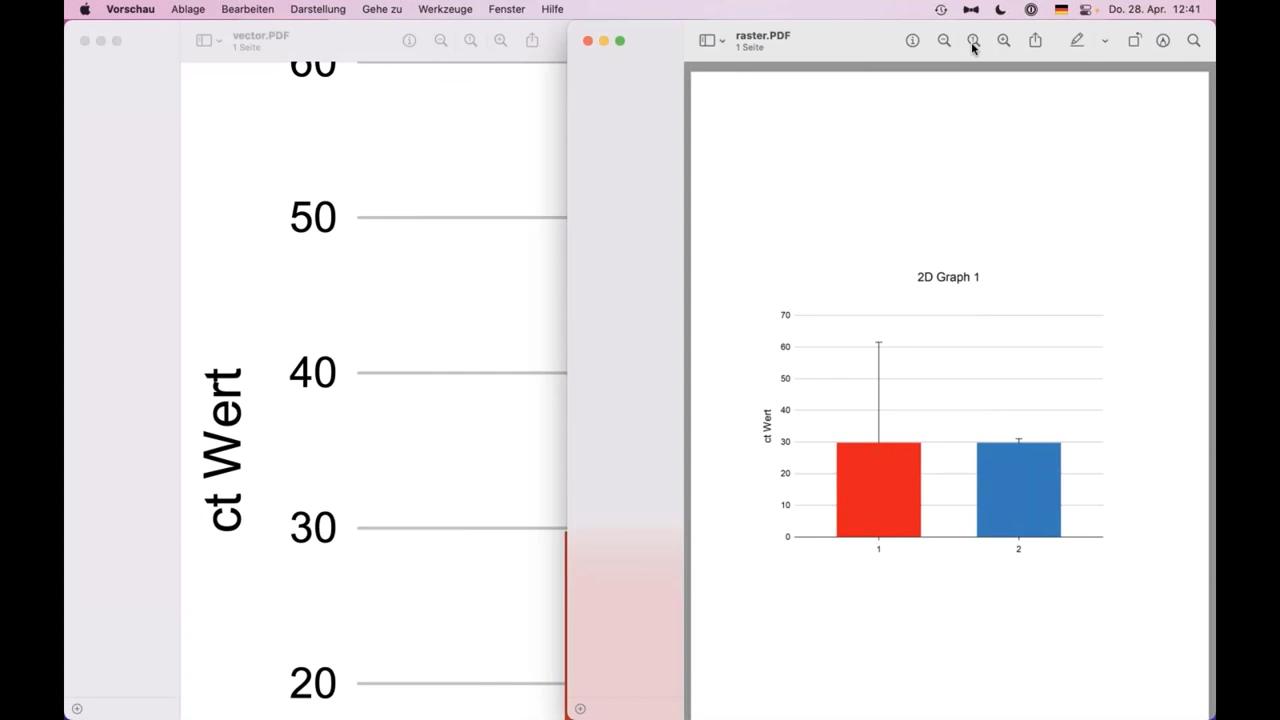 Vorschau Ablage Bearbeiten Darstellung Gehe zu Werkzeuge Fenster Hilfe Do. 28. Apr. 12:41
vector.PDF
1 Seite
60
50
40
30
20
ct Wert
raster.PDF
1 Seite
2D Graph 1
70
60
50
40
30
20
10
0
ct Wert
1 2